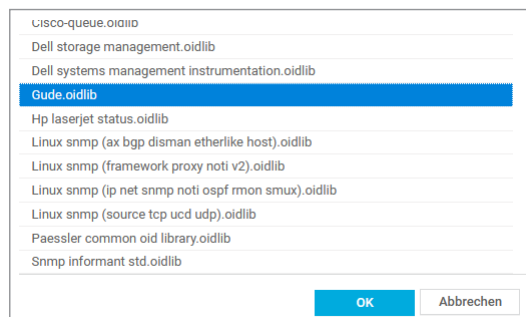 Cisco-queue.oidlib
Dell storage management.oidlib
Dell systems management instrumentation.oidlib
Gude.oidlib
Hp laserjet status.oidlib
Linux snmp (ax bgp disman etherlike host).oidlib
Linux snmp (framework proxy noti v2).oidlib
Linux snmp (ip net snmp noti ospf rmon smux).oidlib
Linux snmp (source tcp ucd udp).oidlib
Paessler common oid library.oidlib
Snmp informant std.oidlib
OK Abbrechen